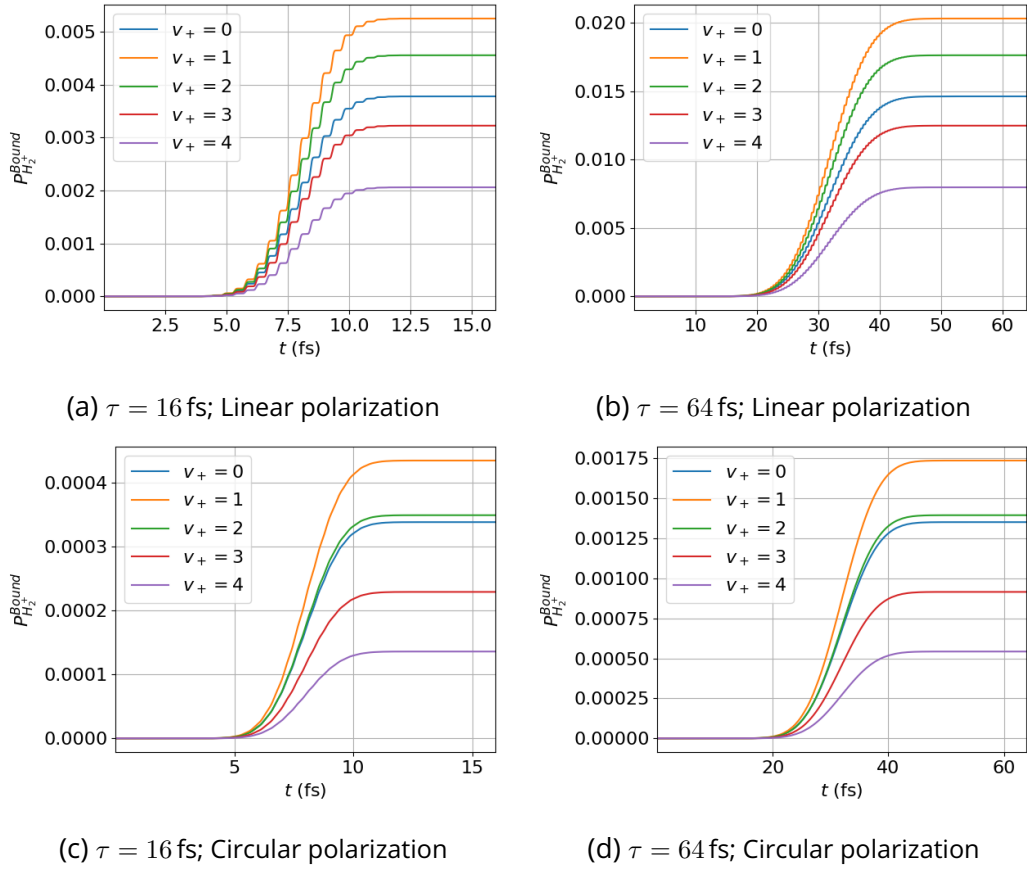 0.005
0.004
0.003
0.002
0.001
0.000
P_{H_2^+}^{Bound}
v_+ = 0
v_+ = 1
v_+ = 2
v_+ = 3
v_+ = 4
2.5 5.0 7.5 10.0 12.5 15.0
t (fs)
(a) τ = 16 fs; Linear polarization
0.020
0.015
0.010
0.005
0.000
P_{H_2^+}^{Bound}
v_+ = 0
v_+ = 1
v_+ = 2
v_+ = 3
v_+ = 4
10 20 30 40 50 60
t (fs)
(b) τ = 64 fs; Linear polarization
0.0004
0.0003
0.0002
0.0001
0.0000
P_{H_2^+}^{Bound}
v_+ = 0
v_+ = 1
v_+ = 2
v_+ = 3
v_+ = 4
5 10 15
t (fs)
(c) τ = 16 fs; Circular polarization
0.00175
0.00150
0.00125
0.00100
0.00075
0.00050
0.00025
0.00000
P_{H_2^+}^{Bound}
v_+ = 0
v_+ = 1
v_+ = 2
v_+ = 3
v_+ = 4
20 40 60
t (fs)
(d) τ = 64 fs; Circular polarization